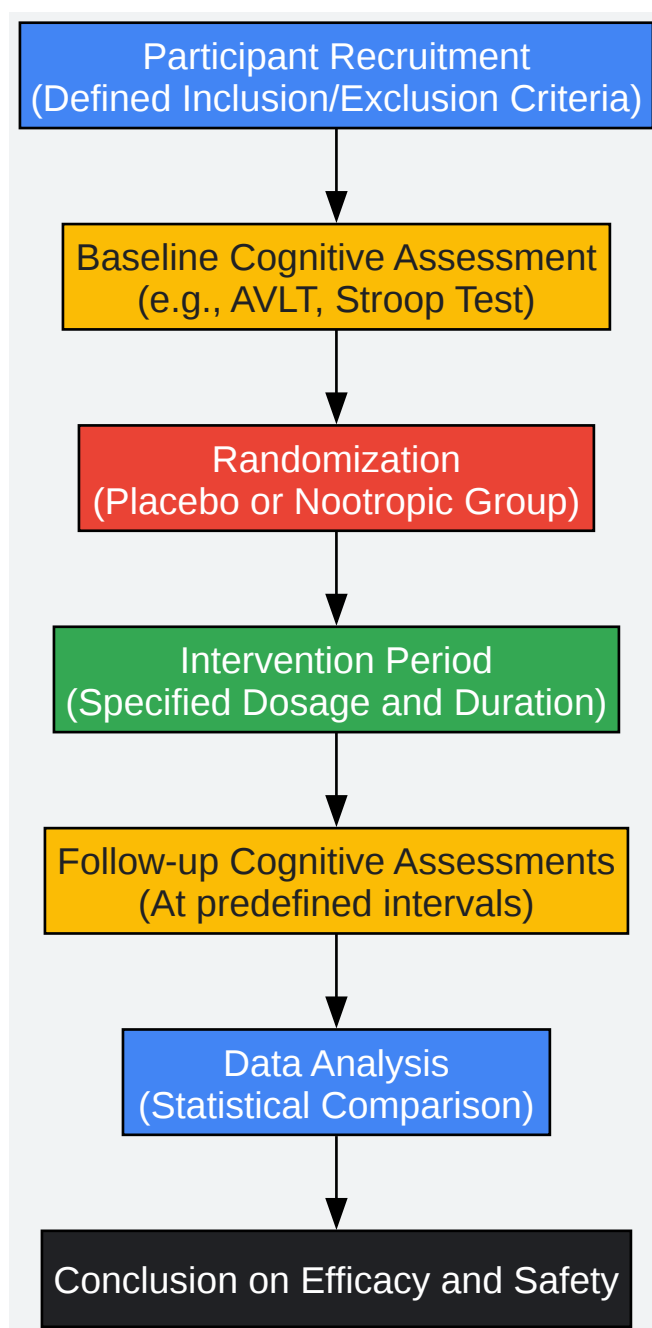 Participant Recruitment
(Defined Inclusion/Exclusion Criteria)
Baseline Cognitive Assessment
(e.g., AVLT, Stroop Test)
Randomization
(Placebo or Nootropic Group)
Intervention Period
(Specified Dosage and Duration)
Follow-up Cognitive Assessments
(At predefined intervals)
Data Analysis
(Statistical Comparison)
Conclusion on Efficacy and Safety